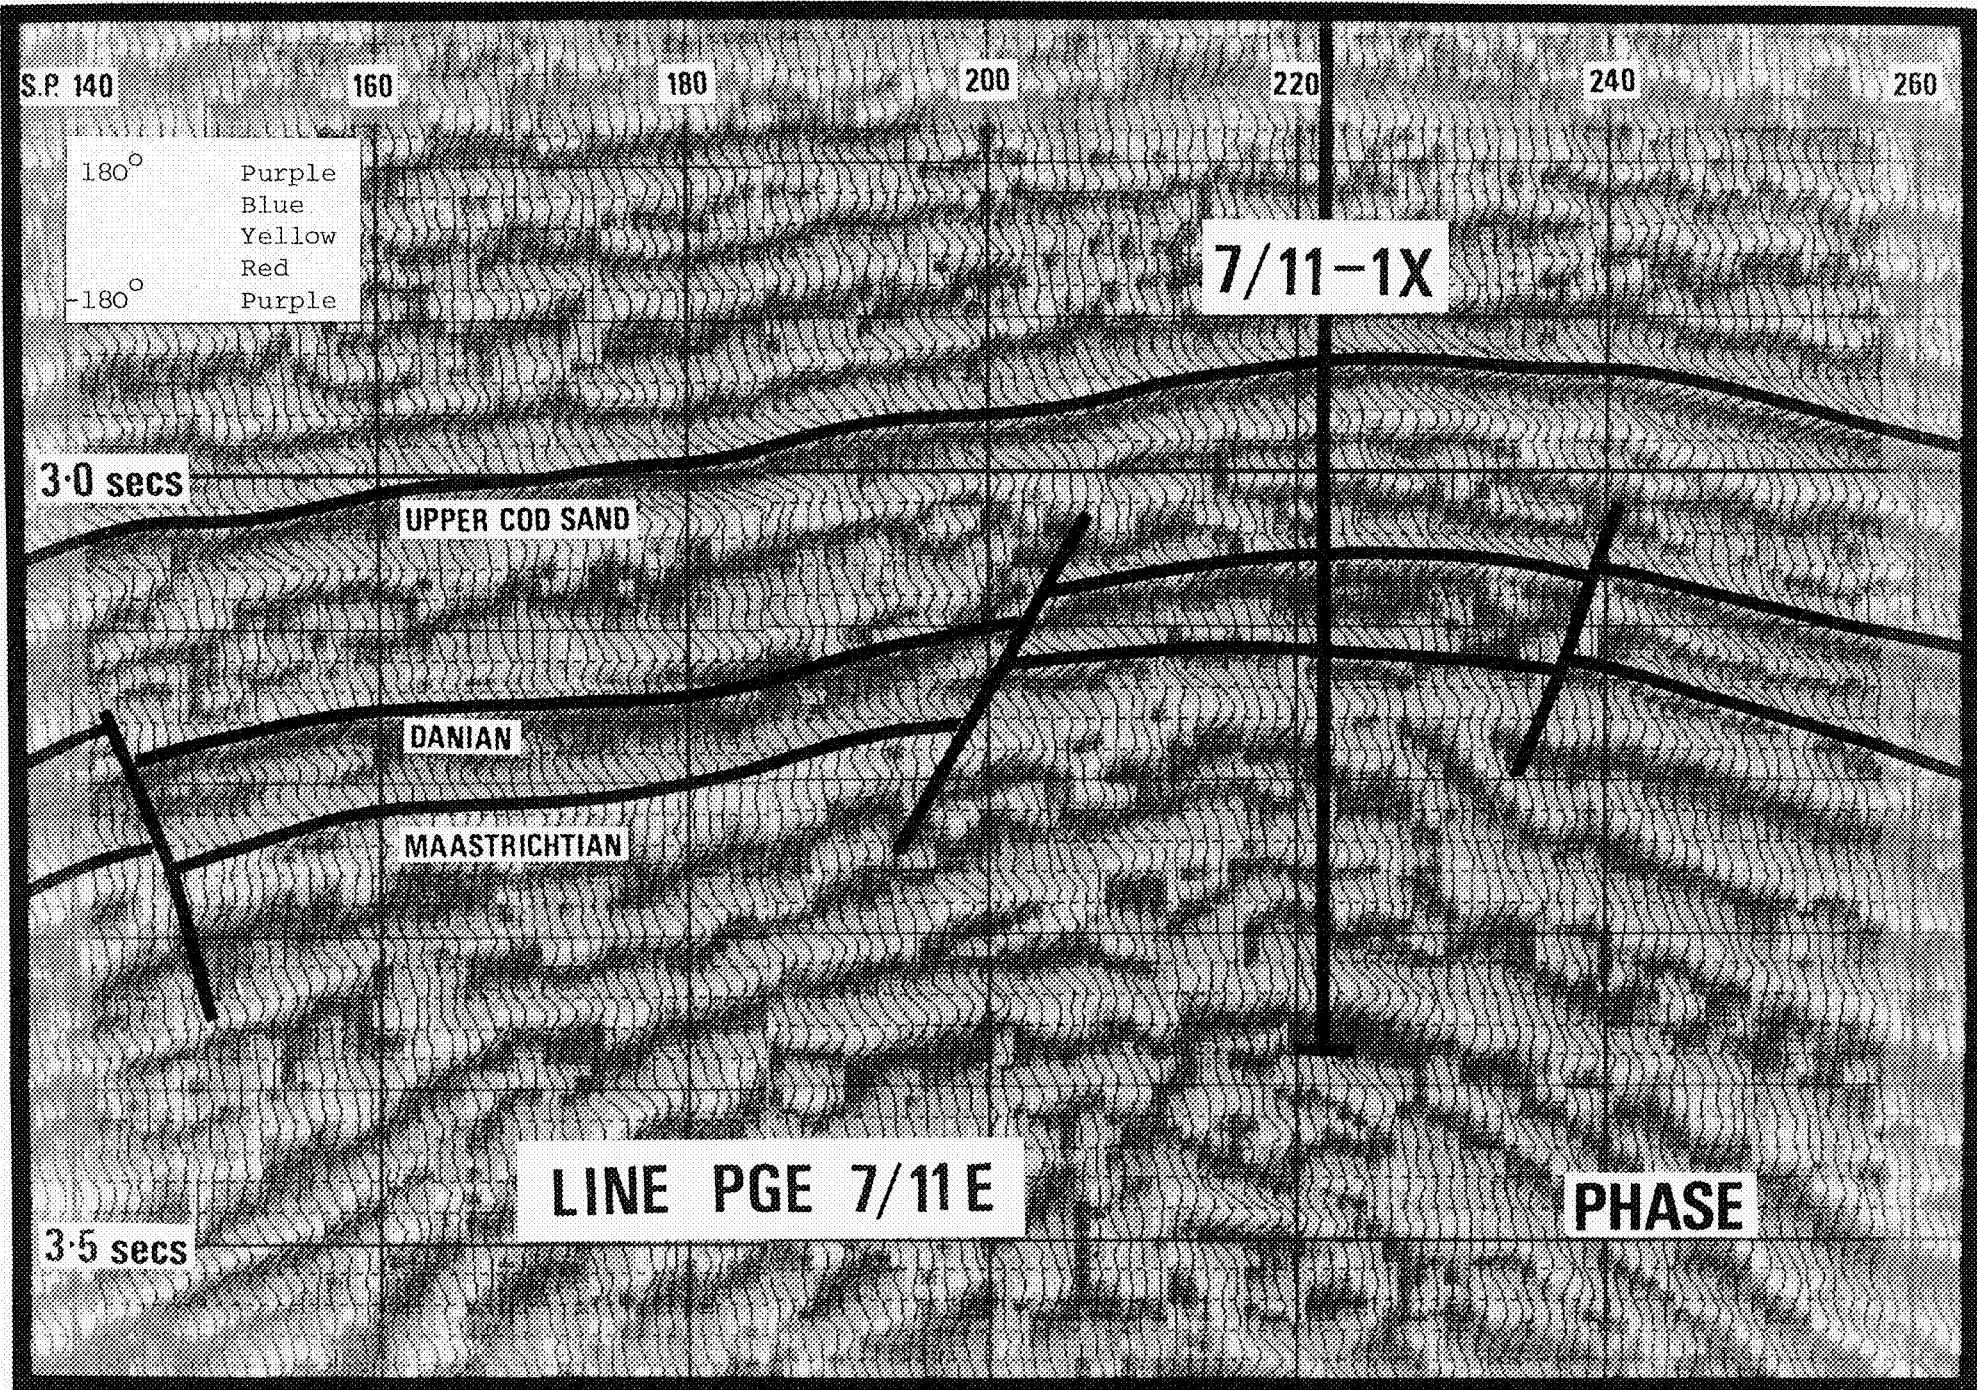 S.P. 140 160 180 200 220 240 260
180° Purple
Blue
Yellow
Red
-180° Purple
7/11-1X
3·0 secs
UPPER COD SAND
DANIAN
MAASTRICHTIAN
LINE PGE 7/11E
PHASE
3·5 secs